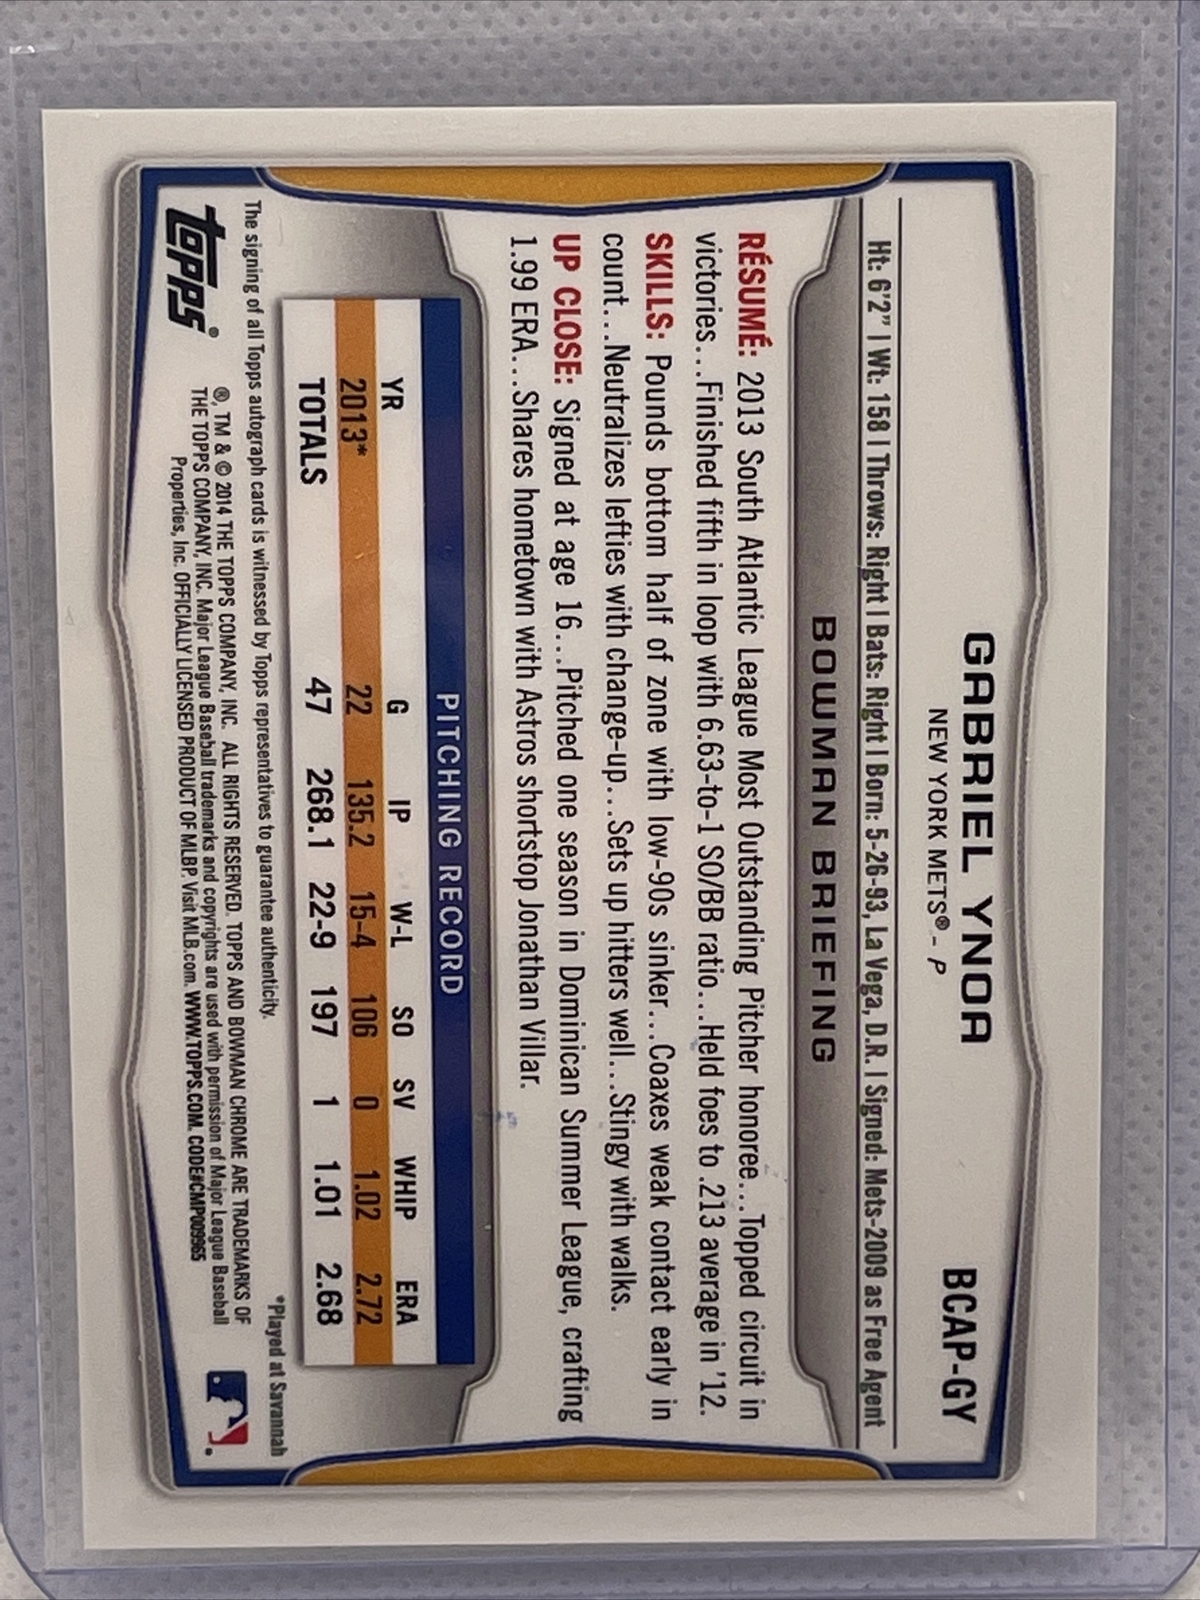 BCAP-GY
GABRIEL YNOA
NEW YORK METS® - P
Ht: 6'2" | Wt: 158 | Throws: Right | Bats: Right | Born: 5-26-93, La Vega, D.R. | Signed: Mets-2009 as Free Agent
BOWMAN BRIEFING
RÉSUMÉ: 2013 South Atlantic League Most Outstanding Pitcher honoree...Topped circuit in
victories...Finished fifth in loop with 6.63-to-1 SO/BB ratio...Held foes to .213 average in '12.
SKILLS: Pounds bottom half of zone with low-90s sinker...Coaxes weak contact early in
count...Neutralizes lefties with change-up...Sets up hitters well...Stingy with walks.
UP CLOSE: Signed at age 16...Pitched one season in Dominican Summer League, crafting
1.99 ERA...Shares hometown with Astros shortstop Jonathan Villar.
PITCHING RECORD
YR G IP W-L SO SV WHIP ERA
2013* 22 135.2 15-4 106 0 1.02 2.72
TOTALS 47 268.1 22-9 197 1 1.01 2.68
*Played at Savannah
The signing of all Topps autograph cards is witnessed by Topps representatives to guarantee authenticity.
®, TM & © 2014 THE TOPPS COMPANY, INC. ALL RIGHTS RESERVED. TOPPS AND BOWMAN CHROME ARE TRADEMARKS OF
THE TOPPS COMPANY, INC. Major League Baseball trademarks and copyrights are used with permission of Major League Baseball
Properties, Inc. OFFICIALLY LICENSED PRODUCT OF MLBP. Visit MLB.com. WWW.TOPPS.COM. CODE#CMP009965
topps®